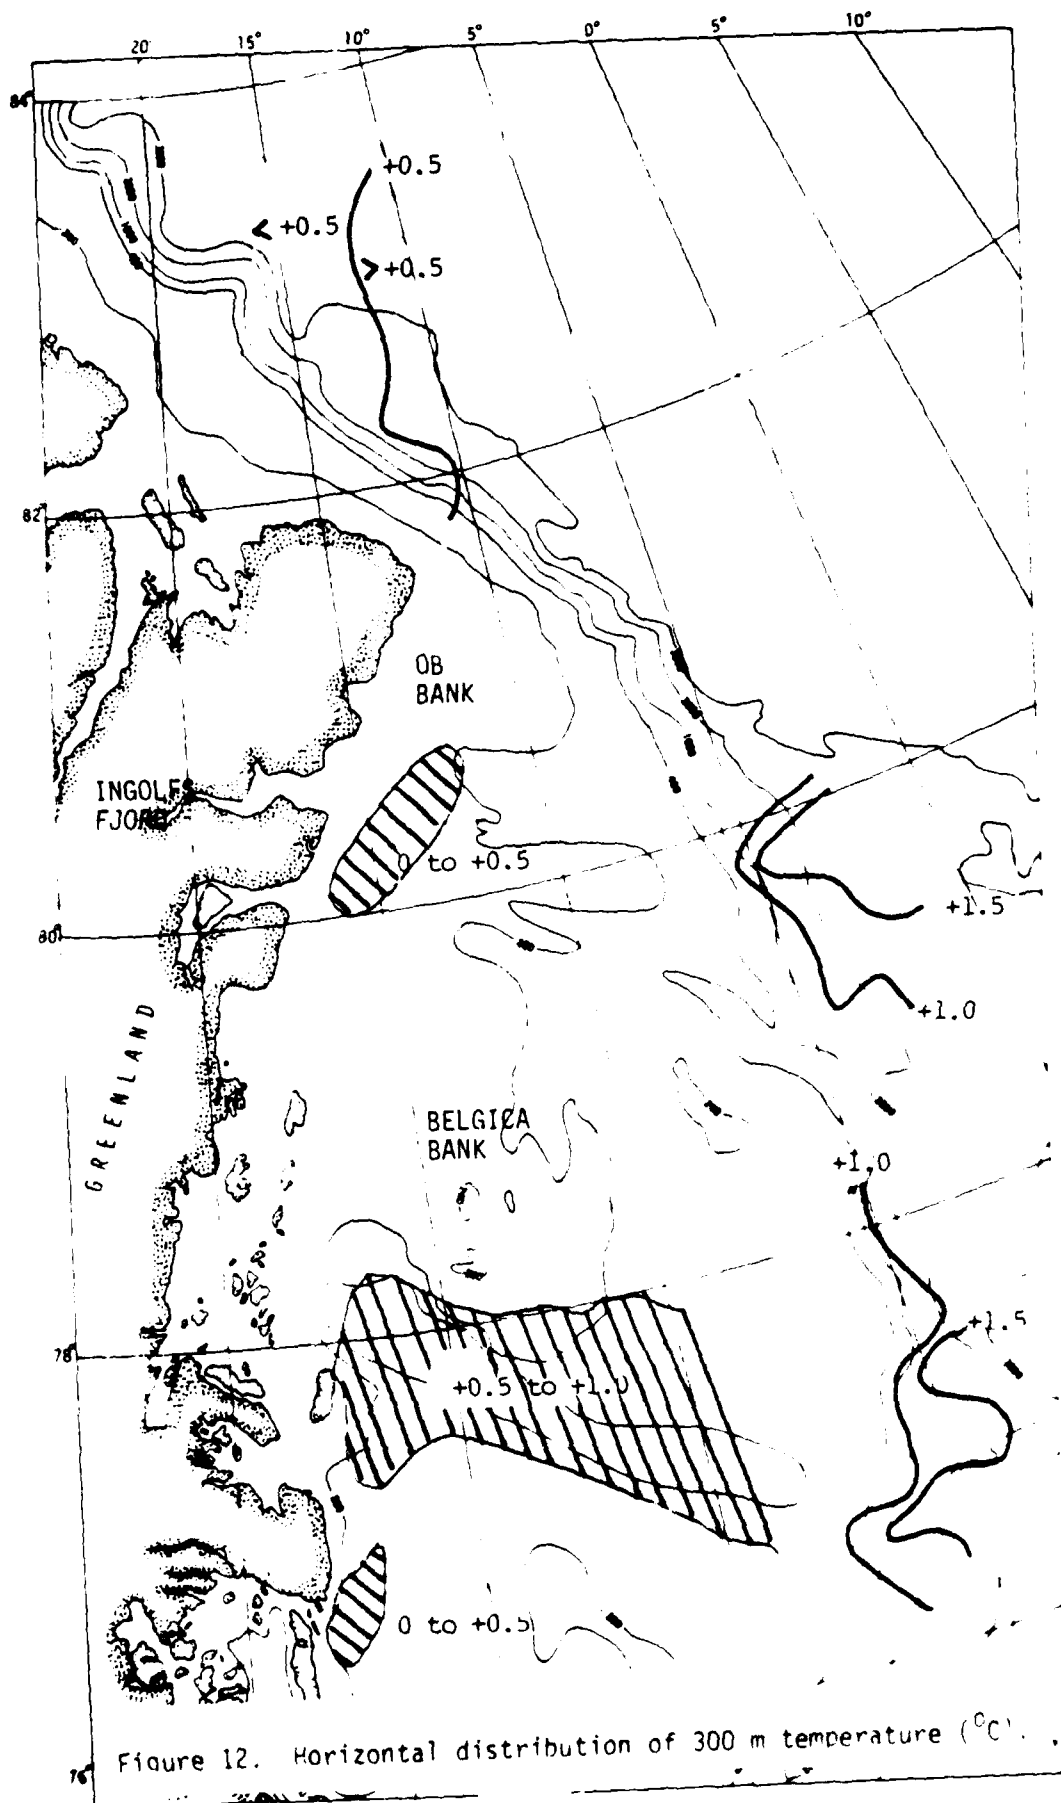 20° 15° 10° 5° 0° 5° 10°
84°
+0.5
< +0.5
>+0.5
82°
OB
BANK
INGOLFS
FJORD
0 to +0.5
+1.5
80°
+1.0
GREENLAND
BELGICA
BANK
+1.0
+1.5
78°
+0.5 to +1.0
0 to +0.5
76°
Figure 12. Horizontal distribution of 300 m temperature (°C).